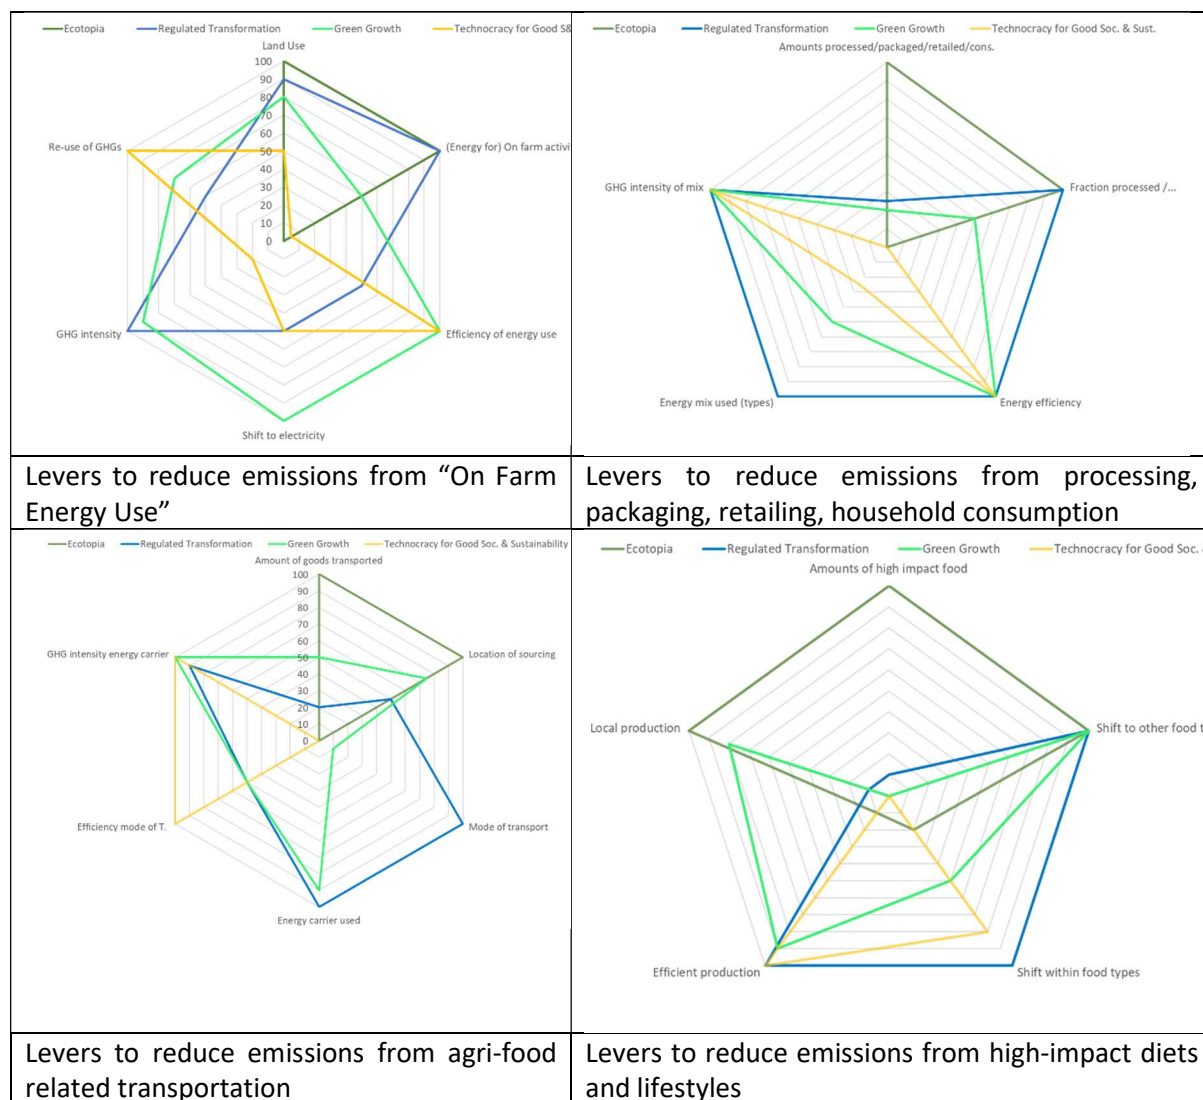 Ecotopia Regulated Transformation Green Growth Technocracy for Good S&
Land Use
100
90
80
70
60
50
40
30
20
10
0
(Energy for) On farm activi
Efficiency of energy use
Shift to electricity
GHG intensity
Re-use of GHGs
Ecotopia Regulated Transformation Green Growth Technocracy for Good Soc. & Sust.
Amounts processed/packaged/retailed/cons.
Fraction processed /...
Energy efficiency
Energy mix used (types)
GHG intensity of mix
Levers to reduce emissions from “On Farm
Energy Use”
Levers to reduce emissions from processing,
packaging, retailing, household consumption
Ecotopia Regulated Transformation Green Growth Technocracy for Good Soc. & Sustainability
Amount of goods transported
100
90
80
70
60
50
40
30
20
10
0
Location of sourcing
Mode of transport
Energy carrier used
Efficiency mode of T.
GHG intensity energy carrier
Ecotopia Regulated Transformation Green Growth Technocracy for Good Soc. &
Amounts of high impact food
Shift to other food t
Shift within food types
Efficient production
Local production
Levers to reduce emissions from agri-food
related transportation
Levers to reduce emissions from high-impact diets
and lifestyles